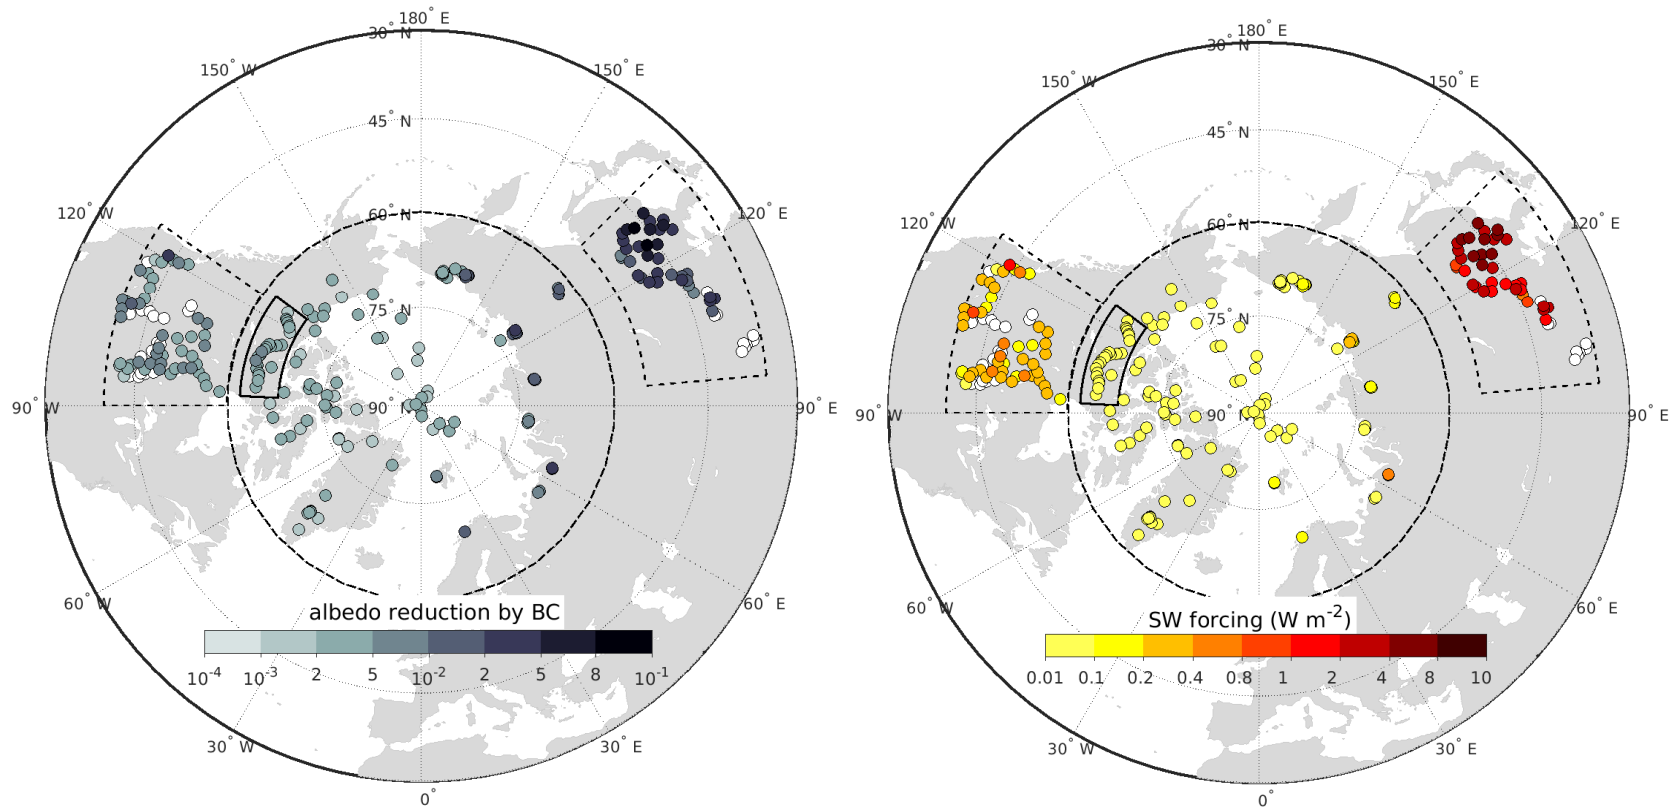 180° E
30° N
150° W
150° E
45° N
120° W
60° N
120° E
75° N
90° W
90° N
90° E
60° W
60° E
albedo reduction by BC
10-4 10-3 2 5 10-2 2 5 8 10-1
30° W
30° E
0°
180° E
30° N
150° W
150° E
45° N
120° W
60° N
120° E
75° N
90° W
90° N
90° E
60° W
60° E
SW forcing (W m-2)
0.01 0.1 0.2 0.4 0.8 1 2 4 8 10
30° W
30° E
0°